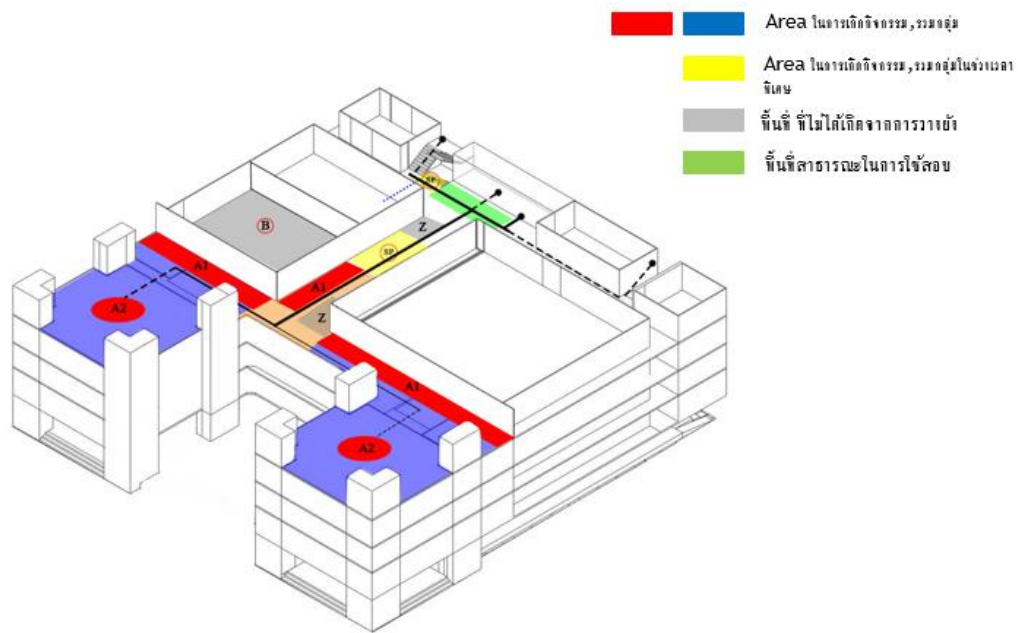 Area ในการเกิดกิจกรรม,รวมกลุ่ม
Area ในการเกิดกิจกรรม,รวมกลุ่มในช่วงเวลา
พิเศษ
พื้นที่ ที่ไม่ได้เกิดจากการวางผัง
พื้นที่สาธารณะในการใช้สอย
SP
B
Z
SP
A1
A1
A2
Z
A1
A2